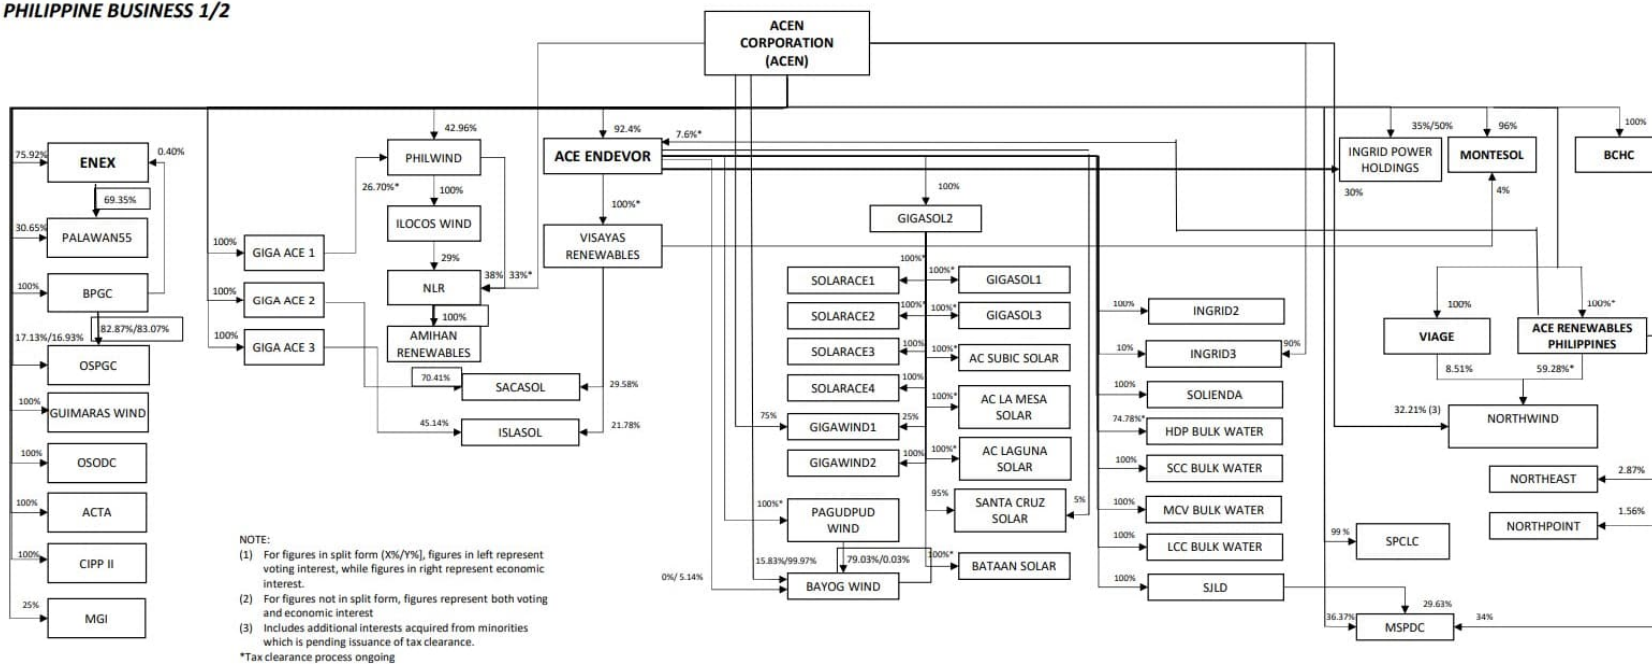 PHILIPPINE BUSINESS 1/2
ACEN
CORPORATION
(ACEN)
75.92%
ENEX
0.40%
69.35%
30.65%
PALAWAN55
100%
BPGC
82.87%/83.07%
17.13%/16.93%
OSPGC
100%
GUIMARAS WIND
100%
OSODC
100%
ACTA
100%
CIPP II
25%
MGI
100%
GIGA ACE 1
100%
GIGA ACE 2
100%
GIGA ACE 3
42.96%
PHILWIND
26.70%*
100%
ILOCOS WIND
29%
NLR
38%
33%*
100%
AMIHAN
RENEWABLES
70.41%
SACASOL
29.58%
45.14%
ISLASOL
21.78%
92.4%
ACE ENDEVOR
7.6%*
100%*
VISAYAS
RENEWABLES
100%
GIGASOL2
100%*
SOLARACE1
100%*
GIGASOL1
100%*
SOLARACE2
100%*
GIGASOL3
100%
SOLARACE3
100%*
AC SUBIC SOLAR
100%
SOLARACE4
100%*
AC LA MESA
SOLAR
75%
GIGAWIND1
25%
100%
GIGAWIND2
100%*
AC LAGUNA
SOLAR
100%*
PAGUDPUD
WIND
95%
SANTA CRUZ
SOLAR
5%
15.83%/99.97%
79.03%/0.03%
100%*
BATAAN SOLAR
0%/ 5.14%
BAYOG WIND
100%
INGRID2
10%
INGRID3
90%
100%
SOLIENDA
74.78%*
HDP BULK WATER
100%
SCC BULK WATER
100%
MCV BULK WATER
100%
LCC BULK WATER
100%
SJLD
35%/50%
INGRID POWER
HOLDINGS
30%
96%
MONTESOL
4%
100%
BCHC
100%
VIAGE
100%*
ACE RENEWABLES
PHILIPPINES
8.51%
59.28%*
32.21% (3)
NORTHWIND
NORTHEAST
2.87%
NORTHPOINT
1.56%
99 %
SPCLC
29.63%
36.37%
MSPDC
34%
NOTE:
(1) For figures in split form (X%/Y%], figures in left represent
voting interest, while figures in right represent economic
interest.
(2) For figures not in split form, figures represent both voting
and economic interest
(3) Includes additional interests acquired from minorities
which is pending issuance of tax clearance.
*Tax clearance process ongoing